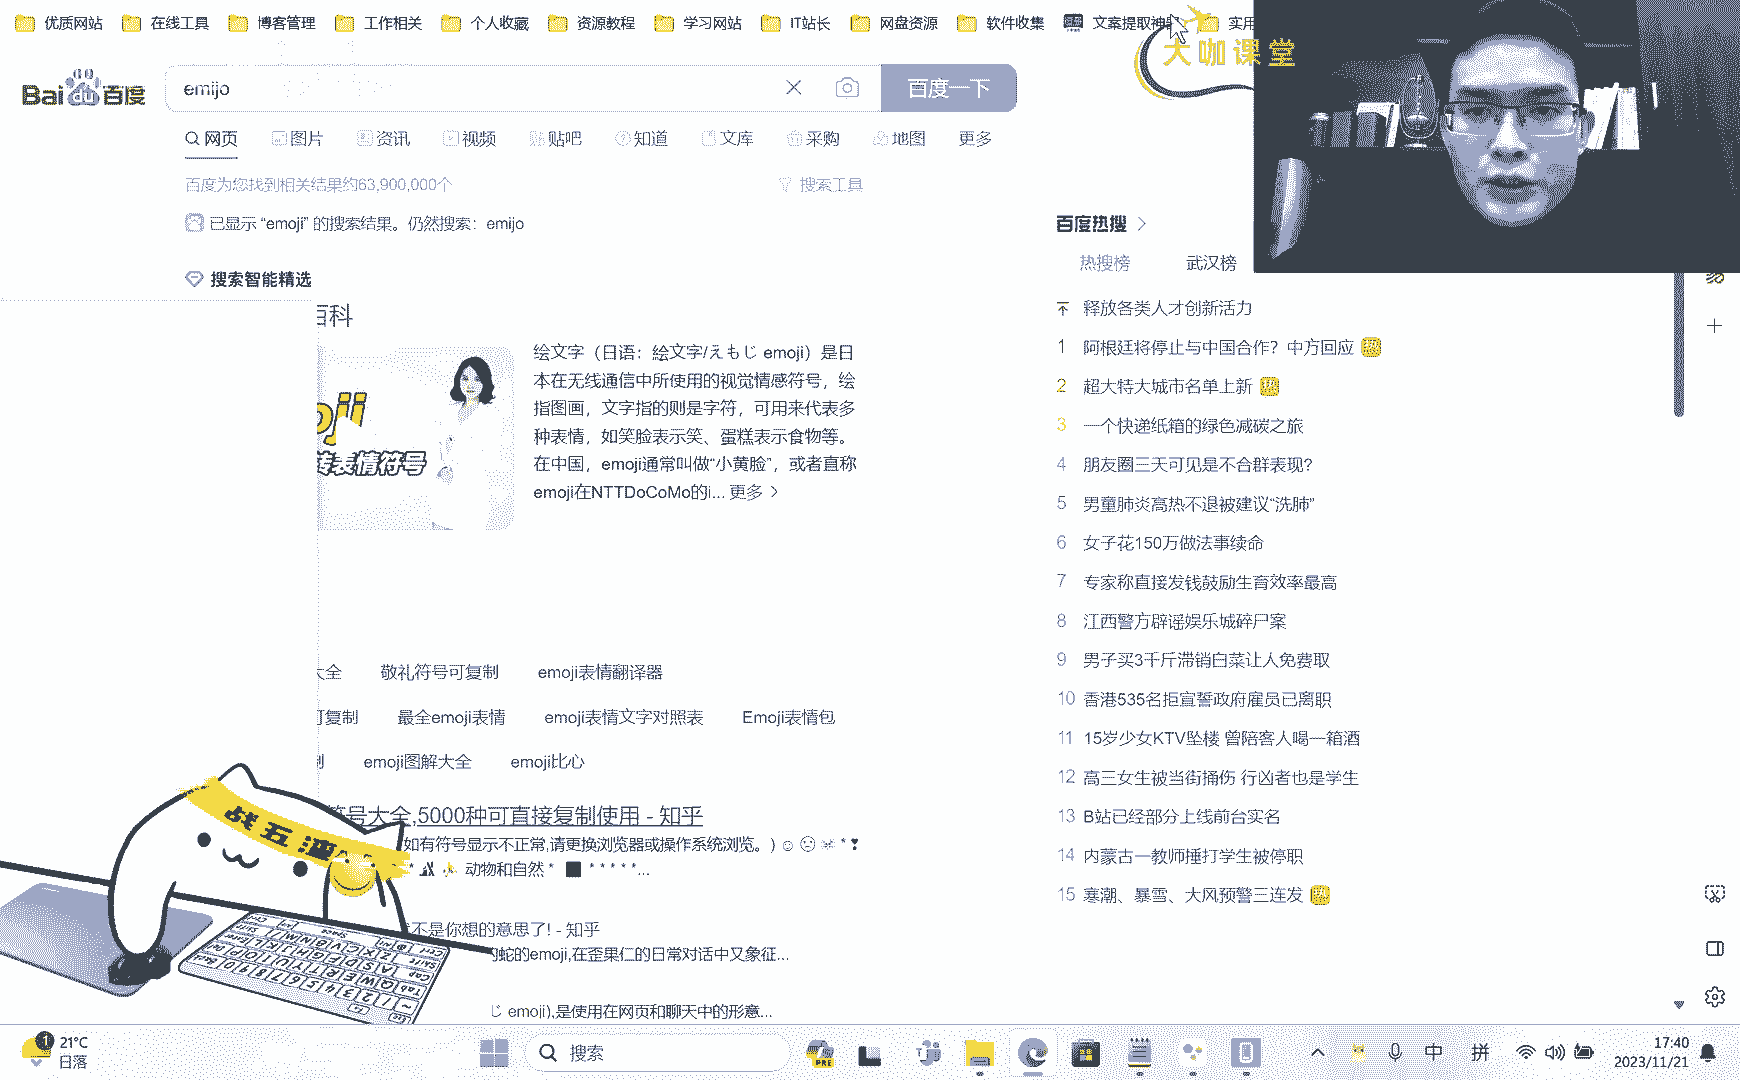 优质网站 在线工具 博客管理 工作相关 个人收藏 资源教程 学习网站 IT站长 网盘资源 软件收集 文案提取神 实用
大咖课堂
Bai du 百度 emijo 百度一下
网页 图片 资讯 视频 贴吧 知道 文库 采购 地图 更多
百度为您找到相关结果约63,900,000个 搜索工具
已显示 “emoji” 的搜索结果。仍然搜索：emijo
搜索智能精选
百科
绘文字（日语：绘文字/えもじ emoji）是日
本在无线通信中所使用的视觉情感符号，绘
指图画，文字指的则是字符，可用来代表多
种表情，如笑脸表示笑、蛋糕表示食物等。
在中国，emoji通常叫做“小黄脸”，或者直称
emoji在NTTDoCoMo的i... 更多 >
oji
转表情符号
大全 敬礼符号可复制 emoji表情翻译器
可复制 最全emoji表情 emoji表情文字对照表 Emoji表情包
emoji图解大全 emoji比心
符号大全,5000种可直接复制使用 - 知乎
如有符号显示不正常,请更换浏览器或操作系统浏览。)
动物和自然 * ■ * * * * *...
不是你想的意思了! - 知乎
的蛇的emoji,在歪果仁的日常对话中又象征...
じ emoji),是使用在网页和聊天中的形意...
百度热搜 >
热搜榜 武汉榜
释放各类人才创新活力
1 阿根廷将停止与中国合作？中方回应 热
2 超大特大城市名单上新 热
3 一个快递纸箱的绿色减碳之旅
4 朋友圈三天可见是不合群表现?
5 男童肺炎高热不退被建议“洗肺”
6 女子花150万做法事续命
7 专家称直接发钱鼓励生育效率最高
8 江西警方辟谣娱乐城碎尸案
9 男子买3千斤滞销白菜让人免费取
10 香港535名拒宣誓政府雇员已离职
11 15岁少女KTV坠楼 曾陪客人喝一箱酒
12 高三女生被当街捅伤 行凶者也是学生
13 B站已经部分上线前台实名
14 内蒙古一教师捶打学生被停职
15 寒潮、暴雪、大风预警三连发 热
战五渣
1 21°C
日落
搜索
PRE
中 拼
17:40
2023/11/21